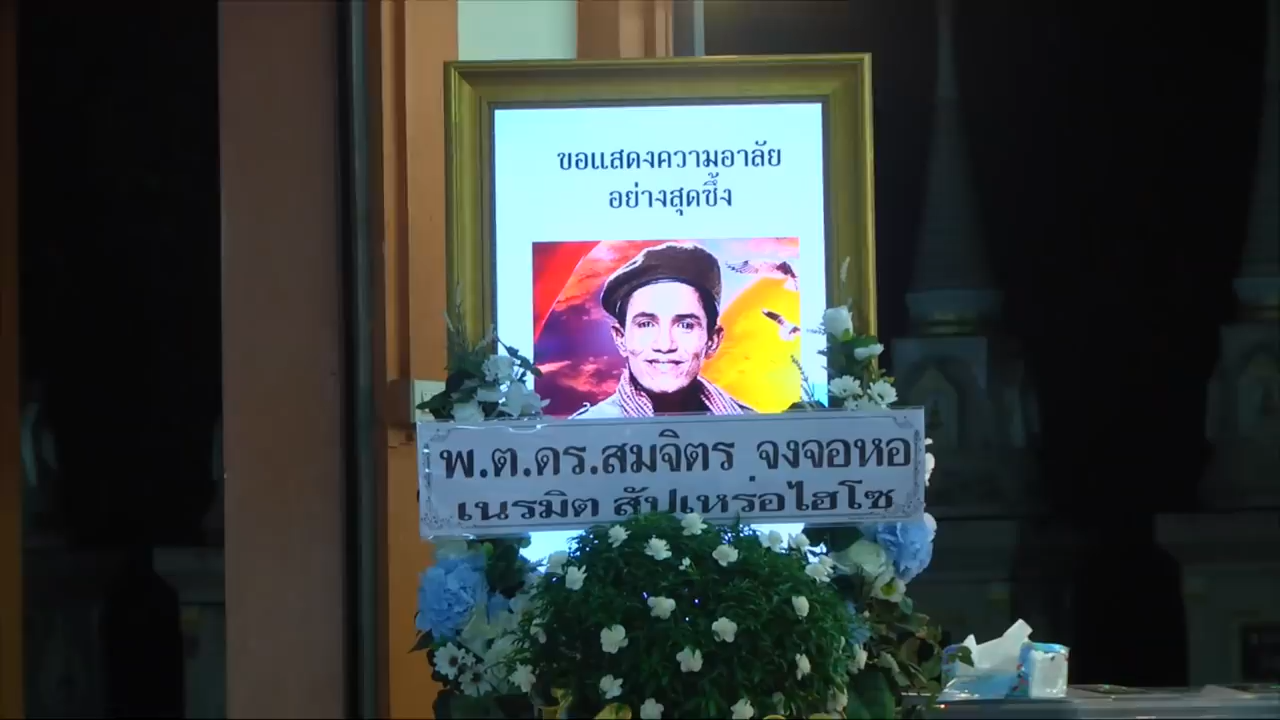 ขอแสดงความอาลัย
อย่างสุดซึ้ง
พ.ต.ดร.สมจิตร จงจอหอ
เนรมิต สัปเหร่อไฮโซ